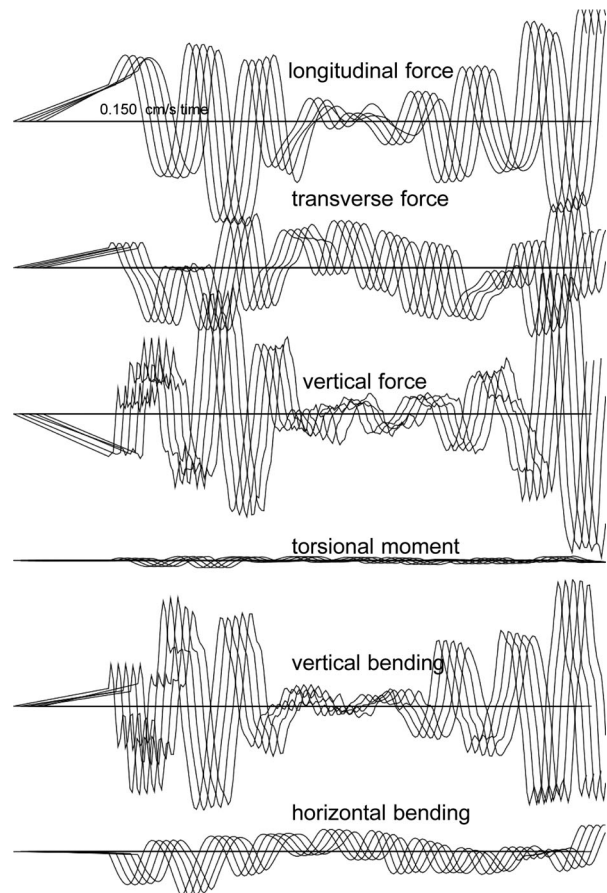 longitudinal force
0.150 cm/s time
transverse force
vertical force
torsional moment
vertical bending
horizontal bending